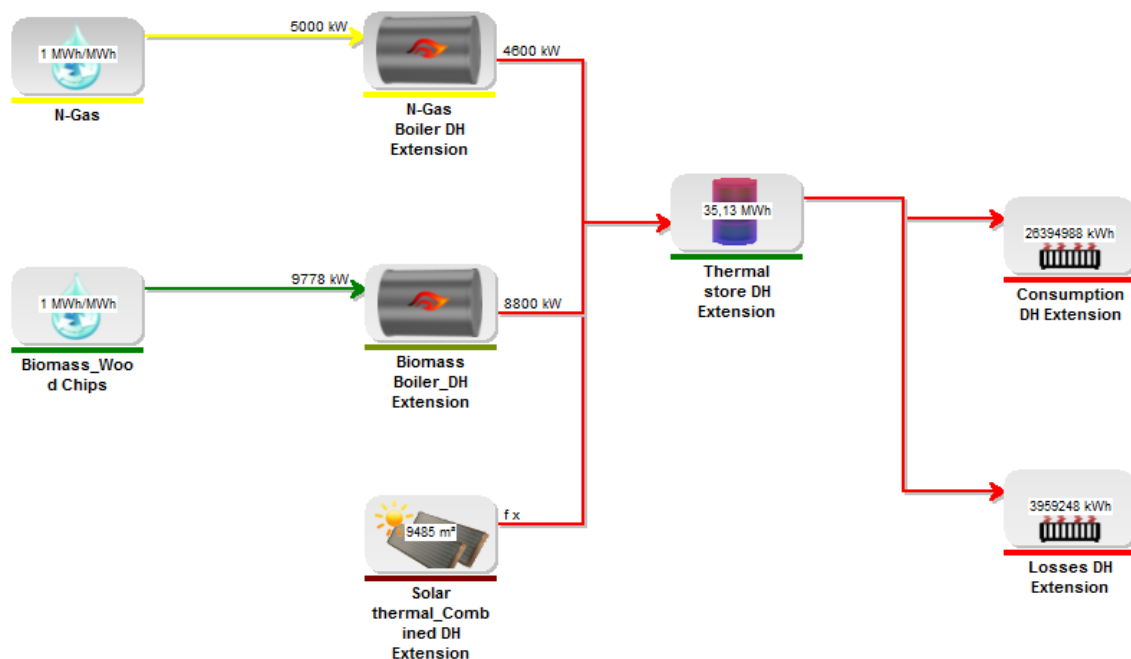 5000 kW
1 MWh/MWh
N-Gas
4600 kW
N-Gas
Boiler DH
Extension
9778 kW
1 MWh/MWh
Biomass_Woo
d Chips
8800 kW
Biomass
Boiler_DH
Extension
f x
9485 m²
Solar
thermal_Comb
ined DH
Extension
35,13 MWh
Thermal
store DH
Extension
26394988 kWh
Consumption
DH Extension
3959248 kWh
Losses DH
Extension